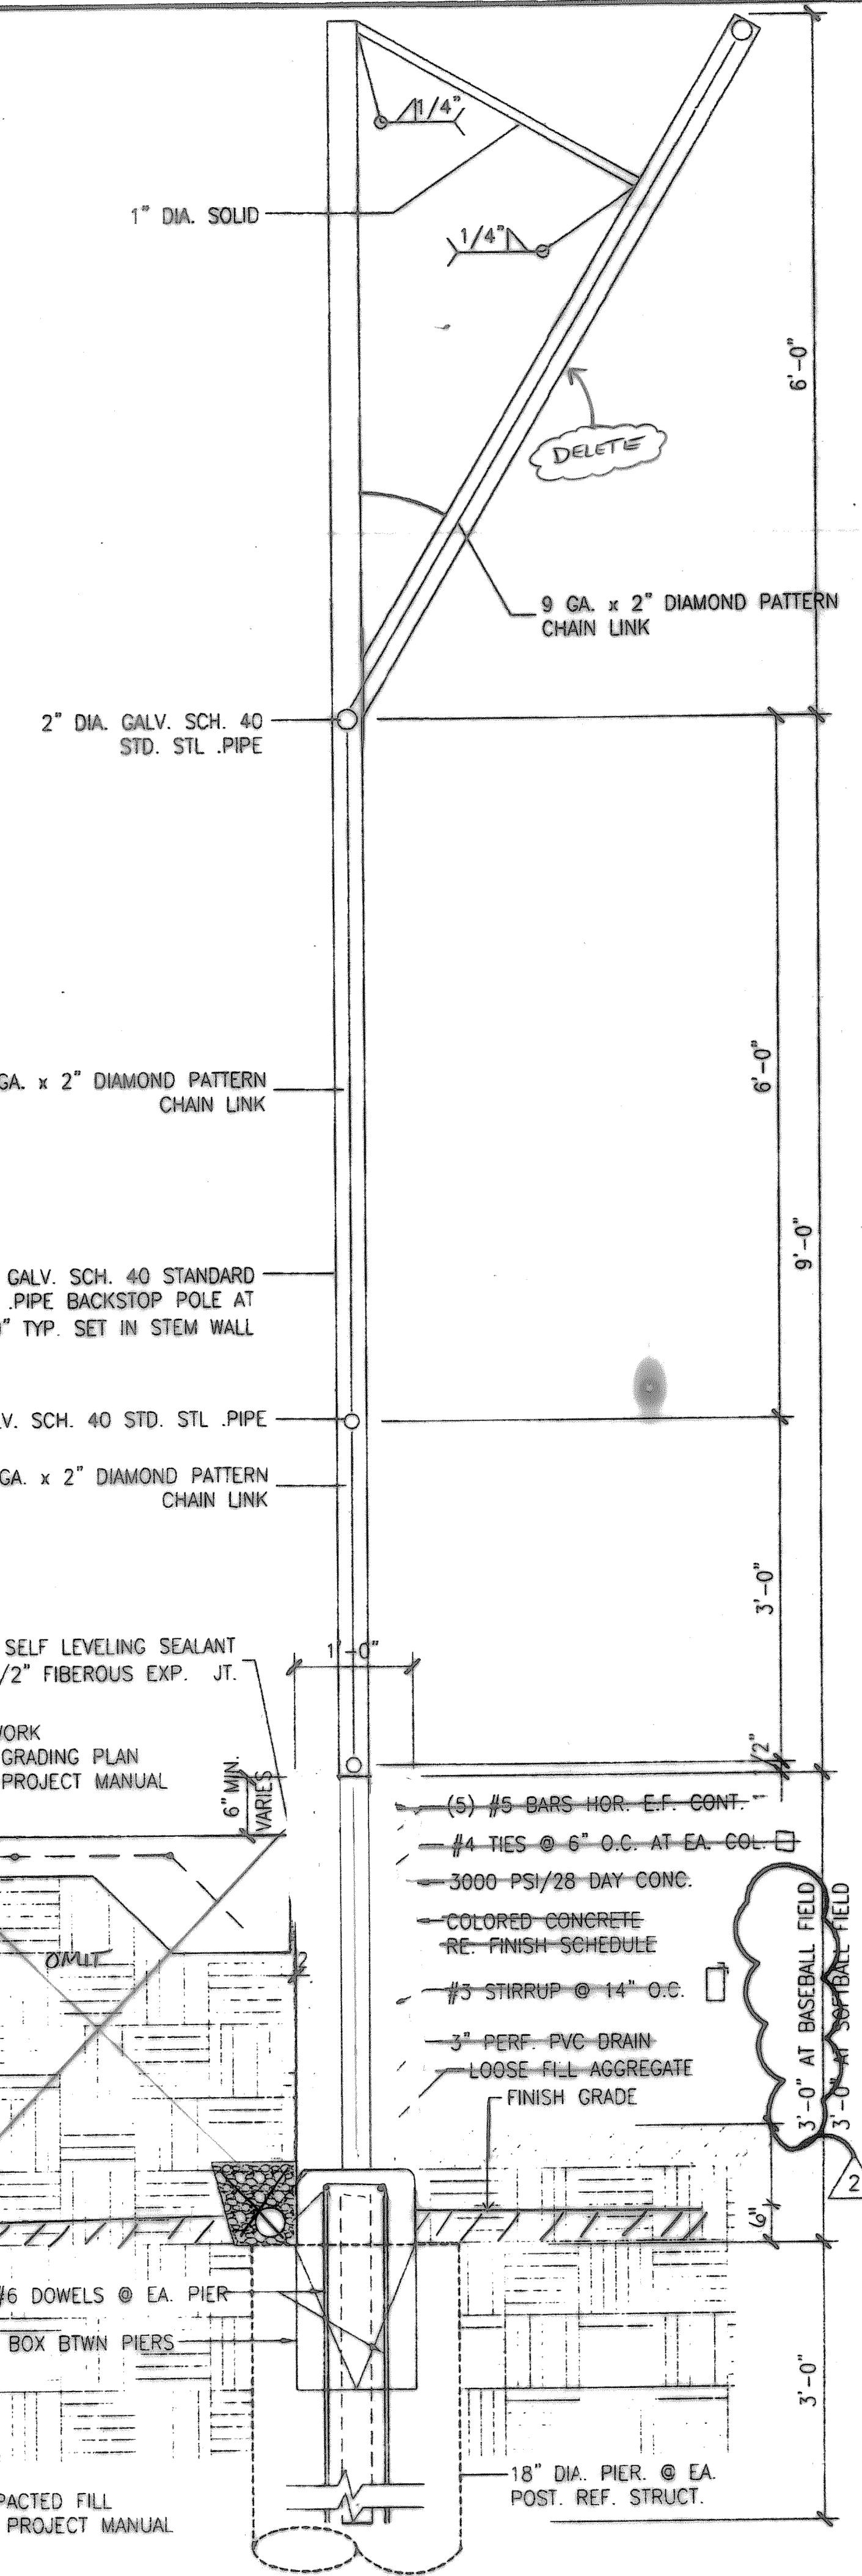 1/4"
1" DIA. SOLID
1/4"
6'-0"
DELETE
9 GA. x 2" DIAMOND PATTERN
CHAIN LINK
2" DIA. GALV. SCH. 40
STD. STL .PIPE
6'-0"
GA. x 2" DIAMOND PATTERN
CHAIN LINK
9'-0"
GALV. SCH. 40 STANDARD
.PIPE BACKSTOP POLE AT
TYP. SET IN STEM WALL
SCH. 40 STD. STL .PIPE
GA. x 2" DIAMOND PATTERN
CHAIN LINK
3'-0"
SELF LEVELING SEALANT
/2" FIBEROUS EXP. JT.
1'-0"
GRADING PLAN
PROJECT MANUAL
6" MIN.
VARIES
(5) #5 BARS HOR. E.F. CONT.
#4 TIES @ 6" O.C. AT EA. COL.
3000 PSI/28 DAY CONC.
COLORED CONCRETE
RE: FINISH SCHEDULE
#3 STIRRUP @ 14" O.C.
3" PERF. PVC DRAIN
LOOSE FILL AGGREGATE
FINISH GRADE
OMIT
2
3'-0" AT BASEBALL FIELD
3'-0" AT SOFTBALL FIELD
2
6"
#6 DOWELS @ EA. PIER
BOX BTWN PIERS
3'-0"
18" DIA. PIER. @ EA.
POST. REF. STRUCT.
PACTED FILL
PROJECT MANUAL